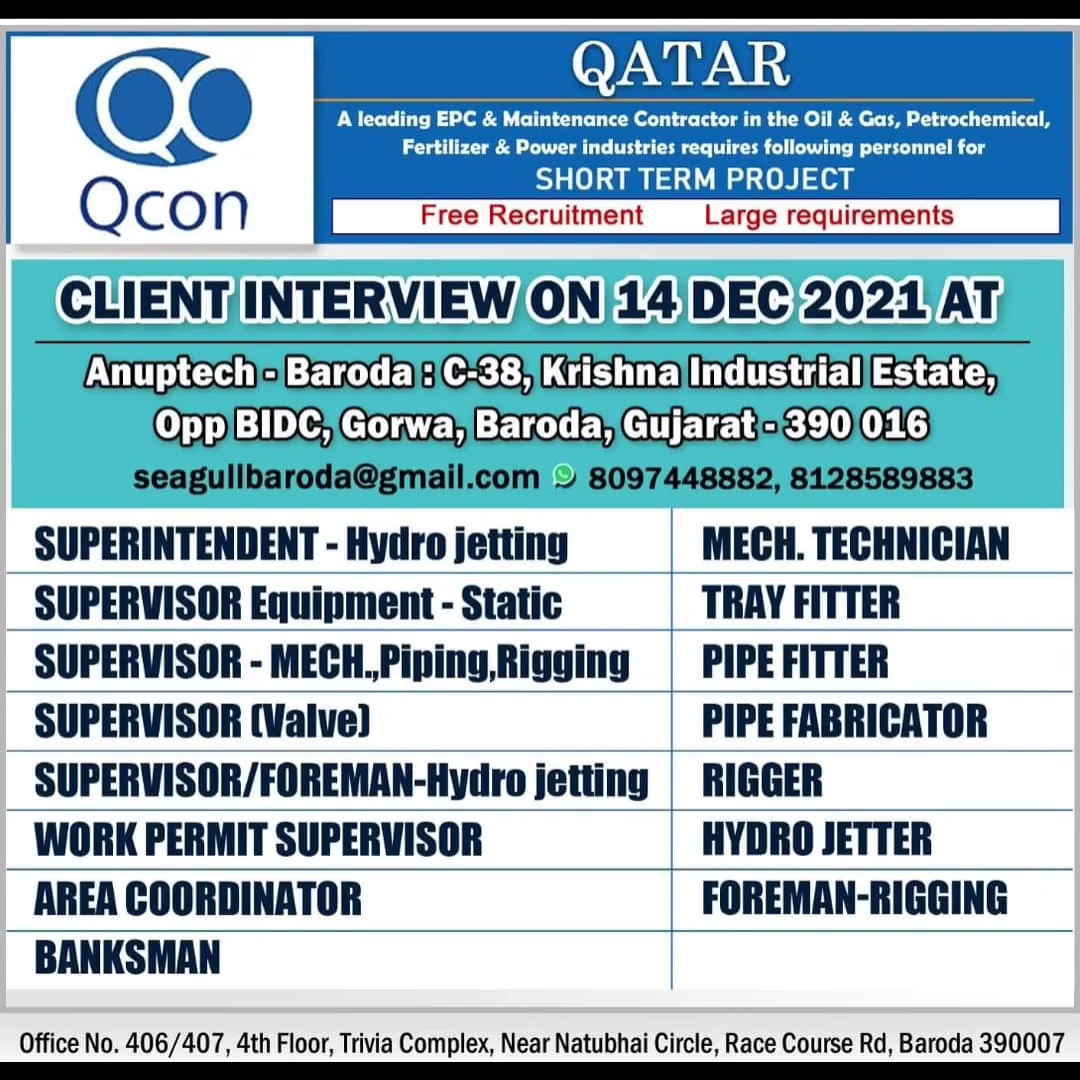 Qcon
QATAR
A leading EPC & Maintenance Contractor in the Oil & Gas, Petrochemical,
Fertilizer & Power industries requires following personnel for
SHORT TERM PROJECT
Free Recruitment Large requirements
CLIENT INTERVIEW ON 14 DEC 2021 AT
Anuptech - Baroda : C-38, Krishna Industrial Estate,
Opp BIDC, Gorwa, Baroda, Gujarat - 390 016
seagullbaroda@gmail.com 8097448882, 8128589883
SUPERINTENDENT - Hydro jetting
MECH. TECHNICIAN
SUPERVISOR Equipment - Static
TRAY FITTER
SUPERVISOR - MECH.,Piping,Rigging
PIPE FITTER
SUPERVISOR (Valve)
PIPE FABRICATOR
SUPERVISOR/FOREMAN-Hydro jetting
RIGGER
WORK PERMIT SUPERVISOR
HYDRO JETTER
AREA COORDINATOR
FOREMAN-RIGGING
BANKSMAN
Office No. 406/407, 4th Floor, Trivia Complex, Near Natubhai Circle, Race Course Rd, Baroda 390007